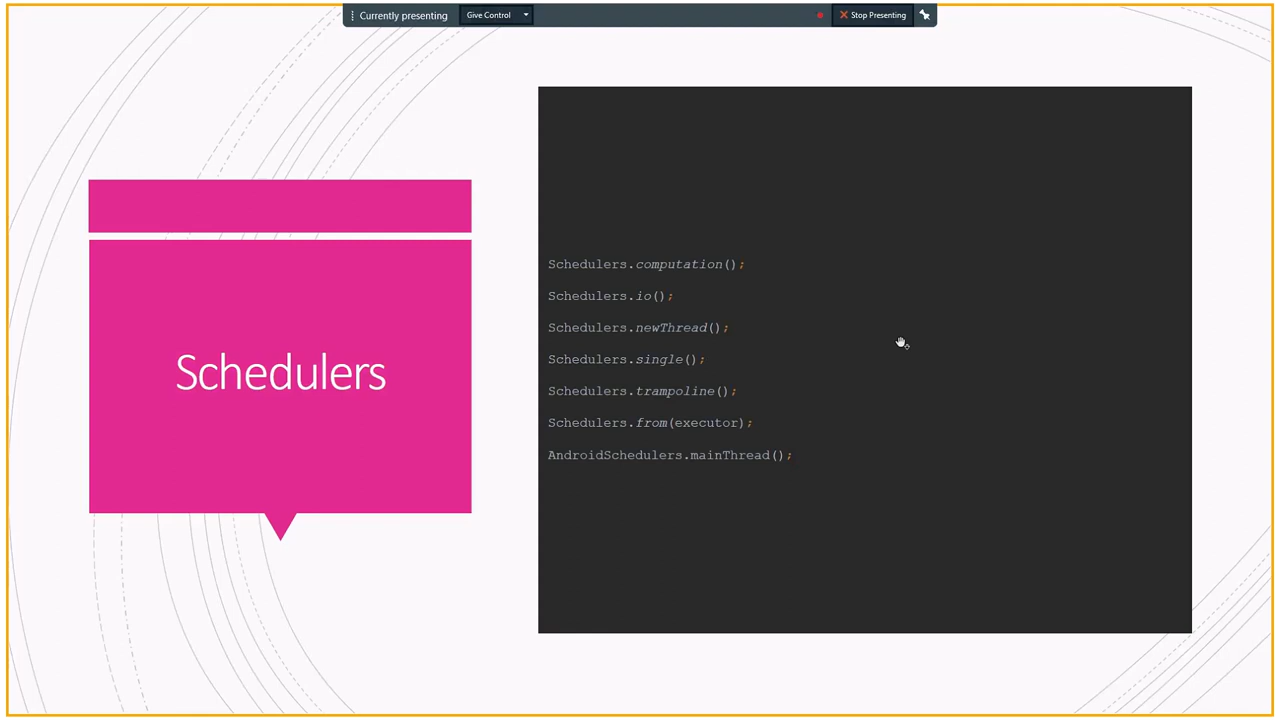 Currently presenting
Give Control
Stop Presenting
Schedulers
Schedulers.computation();
Schedulers.io();
Schedulers.newThread();
Schedulers.single();
Schedulers.trampoline();
Schedulers.from(executor);
AndroidSchedulers.mainThread();